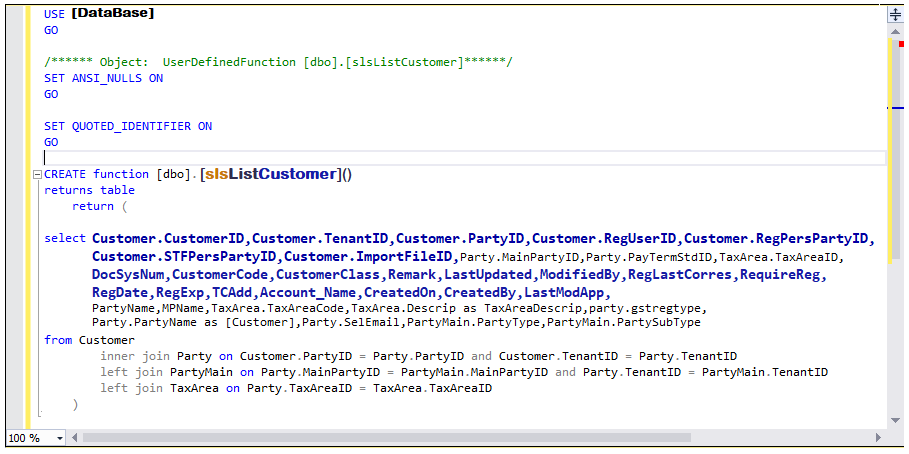 USE [DataBase]
GO
/****** Object:  UserDefinedFunction [dbo].[slsListCustomer]******/
SET ANSI_NULLS ON
GO
SET QUOTED_IDENTIFIER ON
GO
CREATE function [dbo].[slsListCustomer]()
returns table
return (
select Customer.CustomerID,Customer.TenantID,Customer.PartyID,Customer.RegUserID,Customer.RegPersPartyID,
Customer.STFPersPartyID,Customer.ImportFileID,Party.MainPartyID,Party.PayTermStdID,TaxArea.TaxAreaID,
DocSysNum,CustomerCode,CustomerClass,Remark,LastUpdated,ModifiedBy,RegLastCorres,RequireReg,
RegDate,RegExp,TCAdd,Account_Name,CreatedOn,CreatedBy,LastModApp,
PartyName,MPName,TaxArea.TaxAreaCode,TaxArea.Descrip as TaxAreaDescrip,party.gstregtype,
Party.PartyName as [Customer],Party.SelEmail,PartyMain.PartyType,PartyMain.PartySubType
from Customer
inner join Party on Customer.PartyID = Party.PartyID and Customer.TenantID = Party.TenantID
left join PartyMain on Party.MainPartyID = PartyMain.MainPartyID and Party.TenantID = PartyMain.TenantID
left join TaxArea on Party.TaxAreaID = TaxArea.TaxAreaID
)
100 %